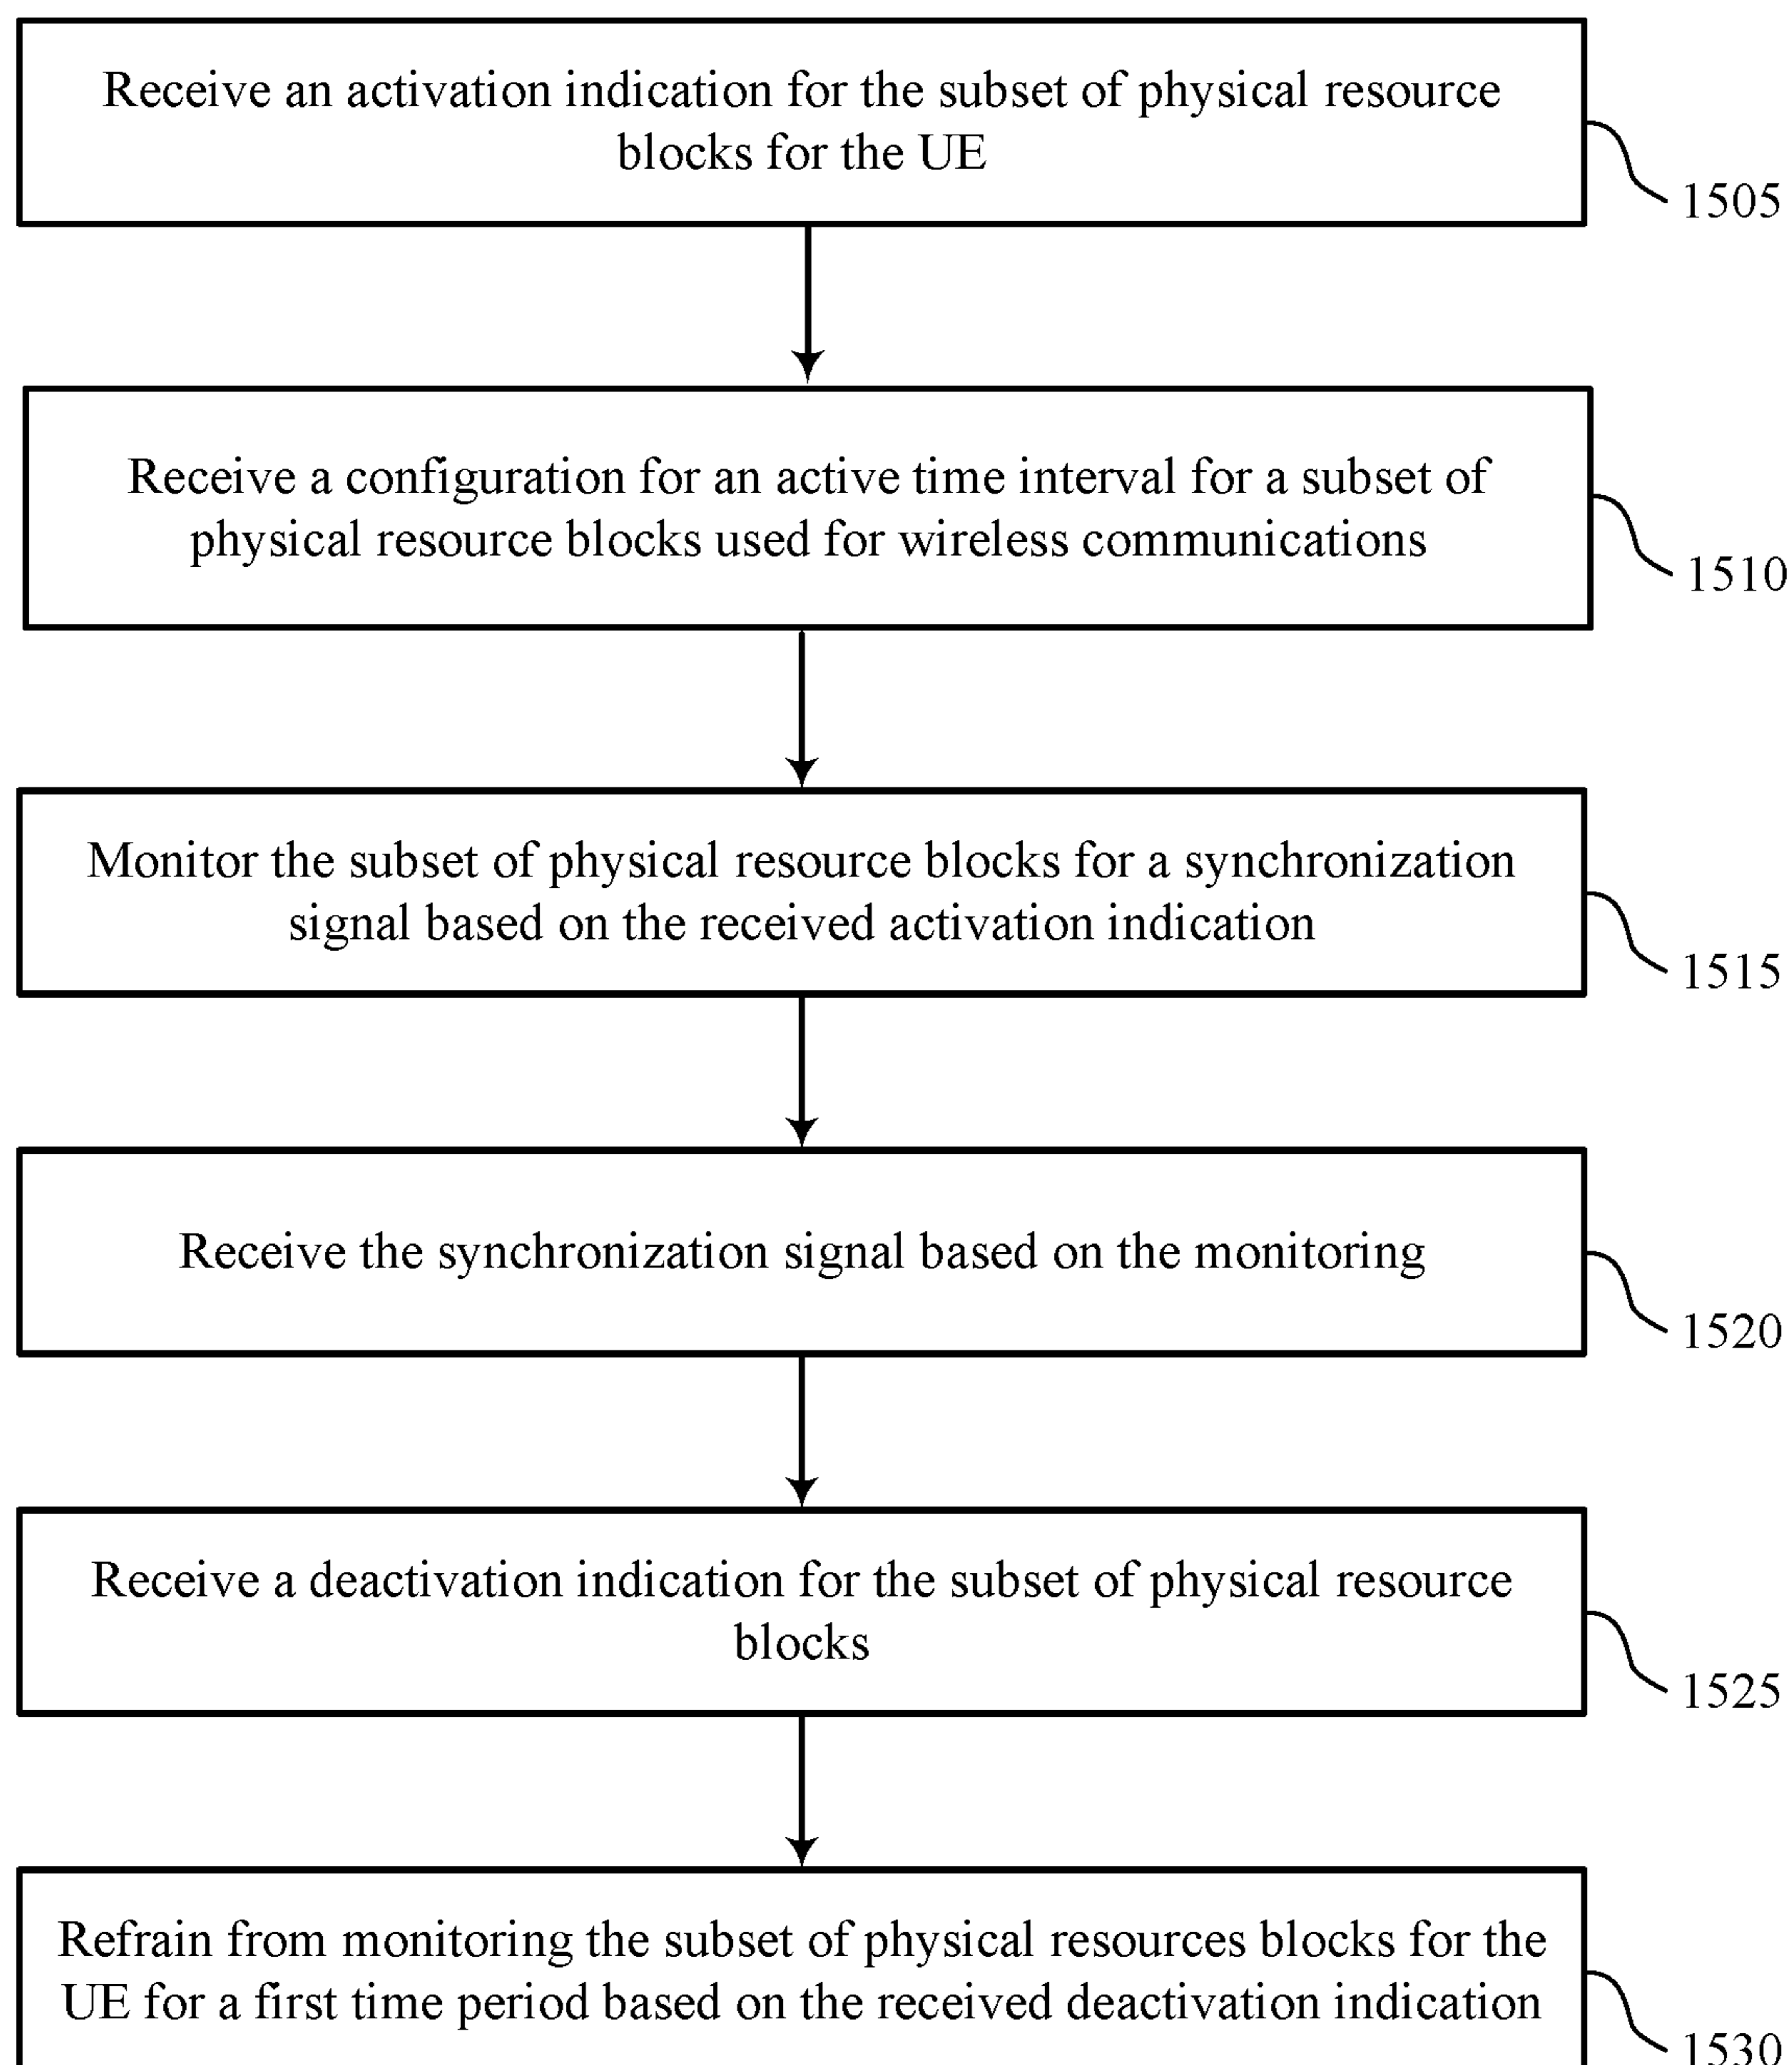 Receive an activation indication for the subset of physical resource
blocks for the UE
1505
Receive a configuration for an active time interval for a subset of
physical resource blocks used for wireless communications
1510
Monitor the subset of physical resource blocks for a synchronization
signal based on the received activation indication
1515
Receive the synchronization signal based on the monitoring
1520
Receive a deactivation indication for the subset of physical resource
blocks
1525
Refrain from monitoring the subset of physical resources blocks for the
UE for a first time period based on the received deactivation indication
1530